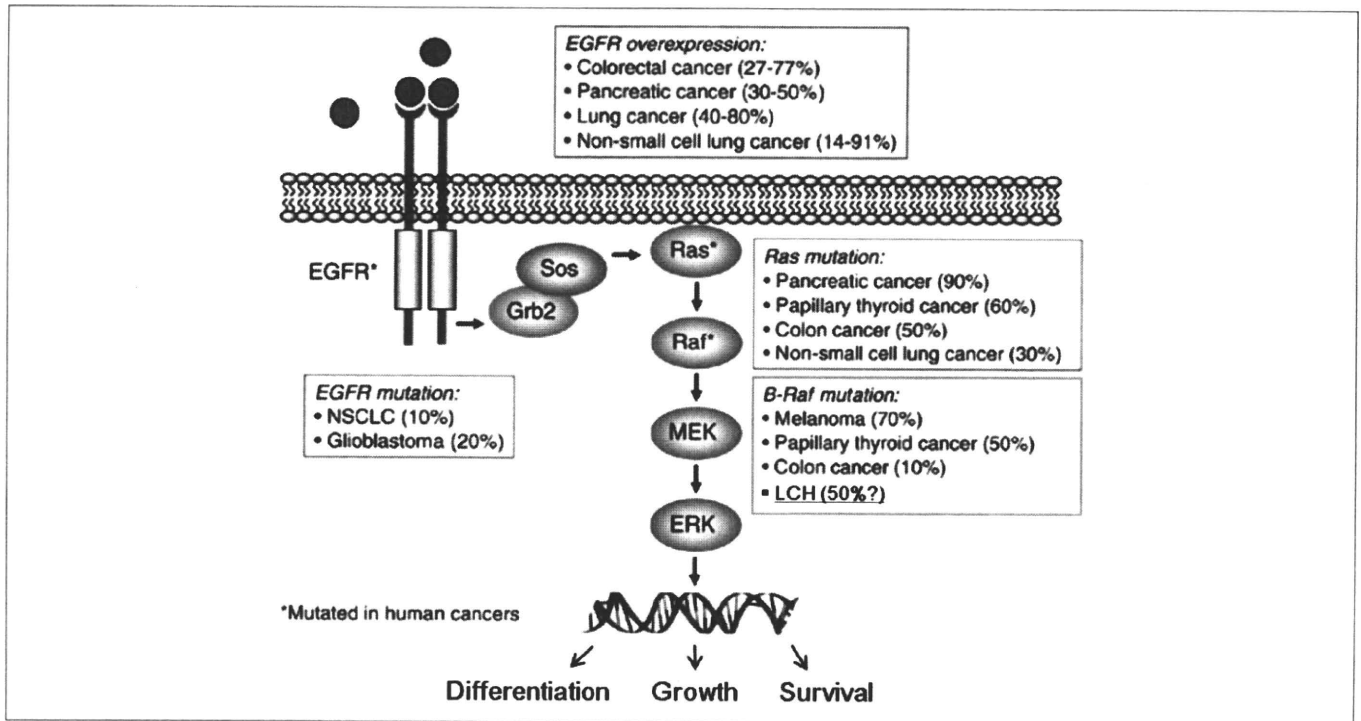 EGFR overexpression:
• Colorectal cancer (27-77%)
• Pancreatic cancer (30-50%)
• Lung cancer (40-80%)
• Non-small cell lung cancer (14-91%)
EGFR*
Sos
Grb2
Ras*
Raf*
MEK
ERK
Ras mutation:
• Pancreatic cancer (90%)
• Papillary thyroid cancer (60%)
• Colon cancer (50%)
• Non-small cell lung cancer (30%)
EGFR mutation:
• NSCLC (10%)
• Glioblastoma (20%)
B-Raf mutation:
• Melanoma (70%)
• Papillary thyroid cancer (50%)
• Colon cancer (10%)
▪ LCH (50%?)
*Mutated in human cancers
Differentiation Growth Survival